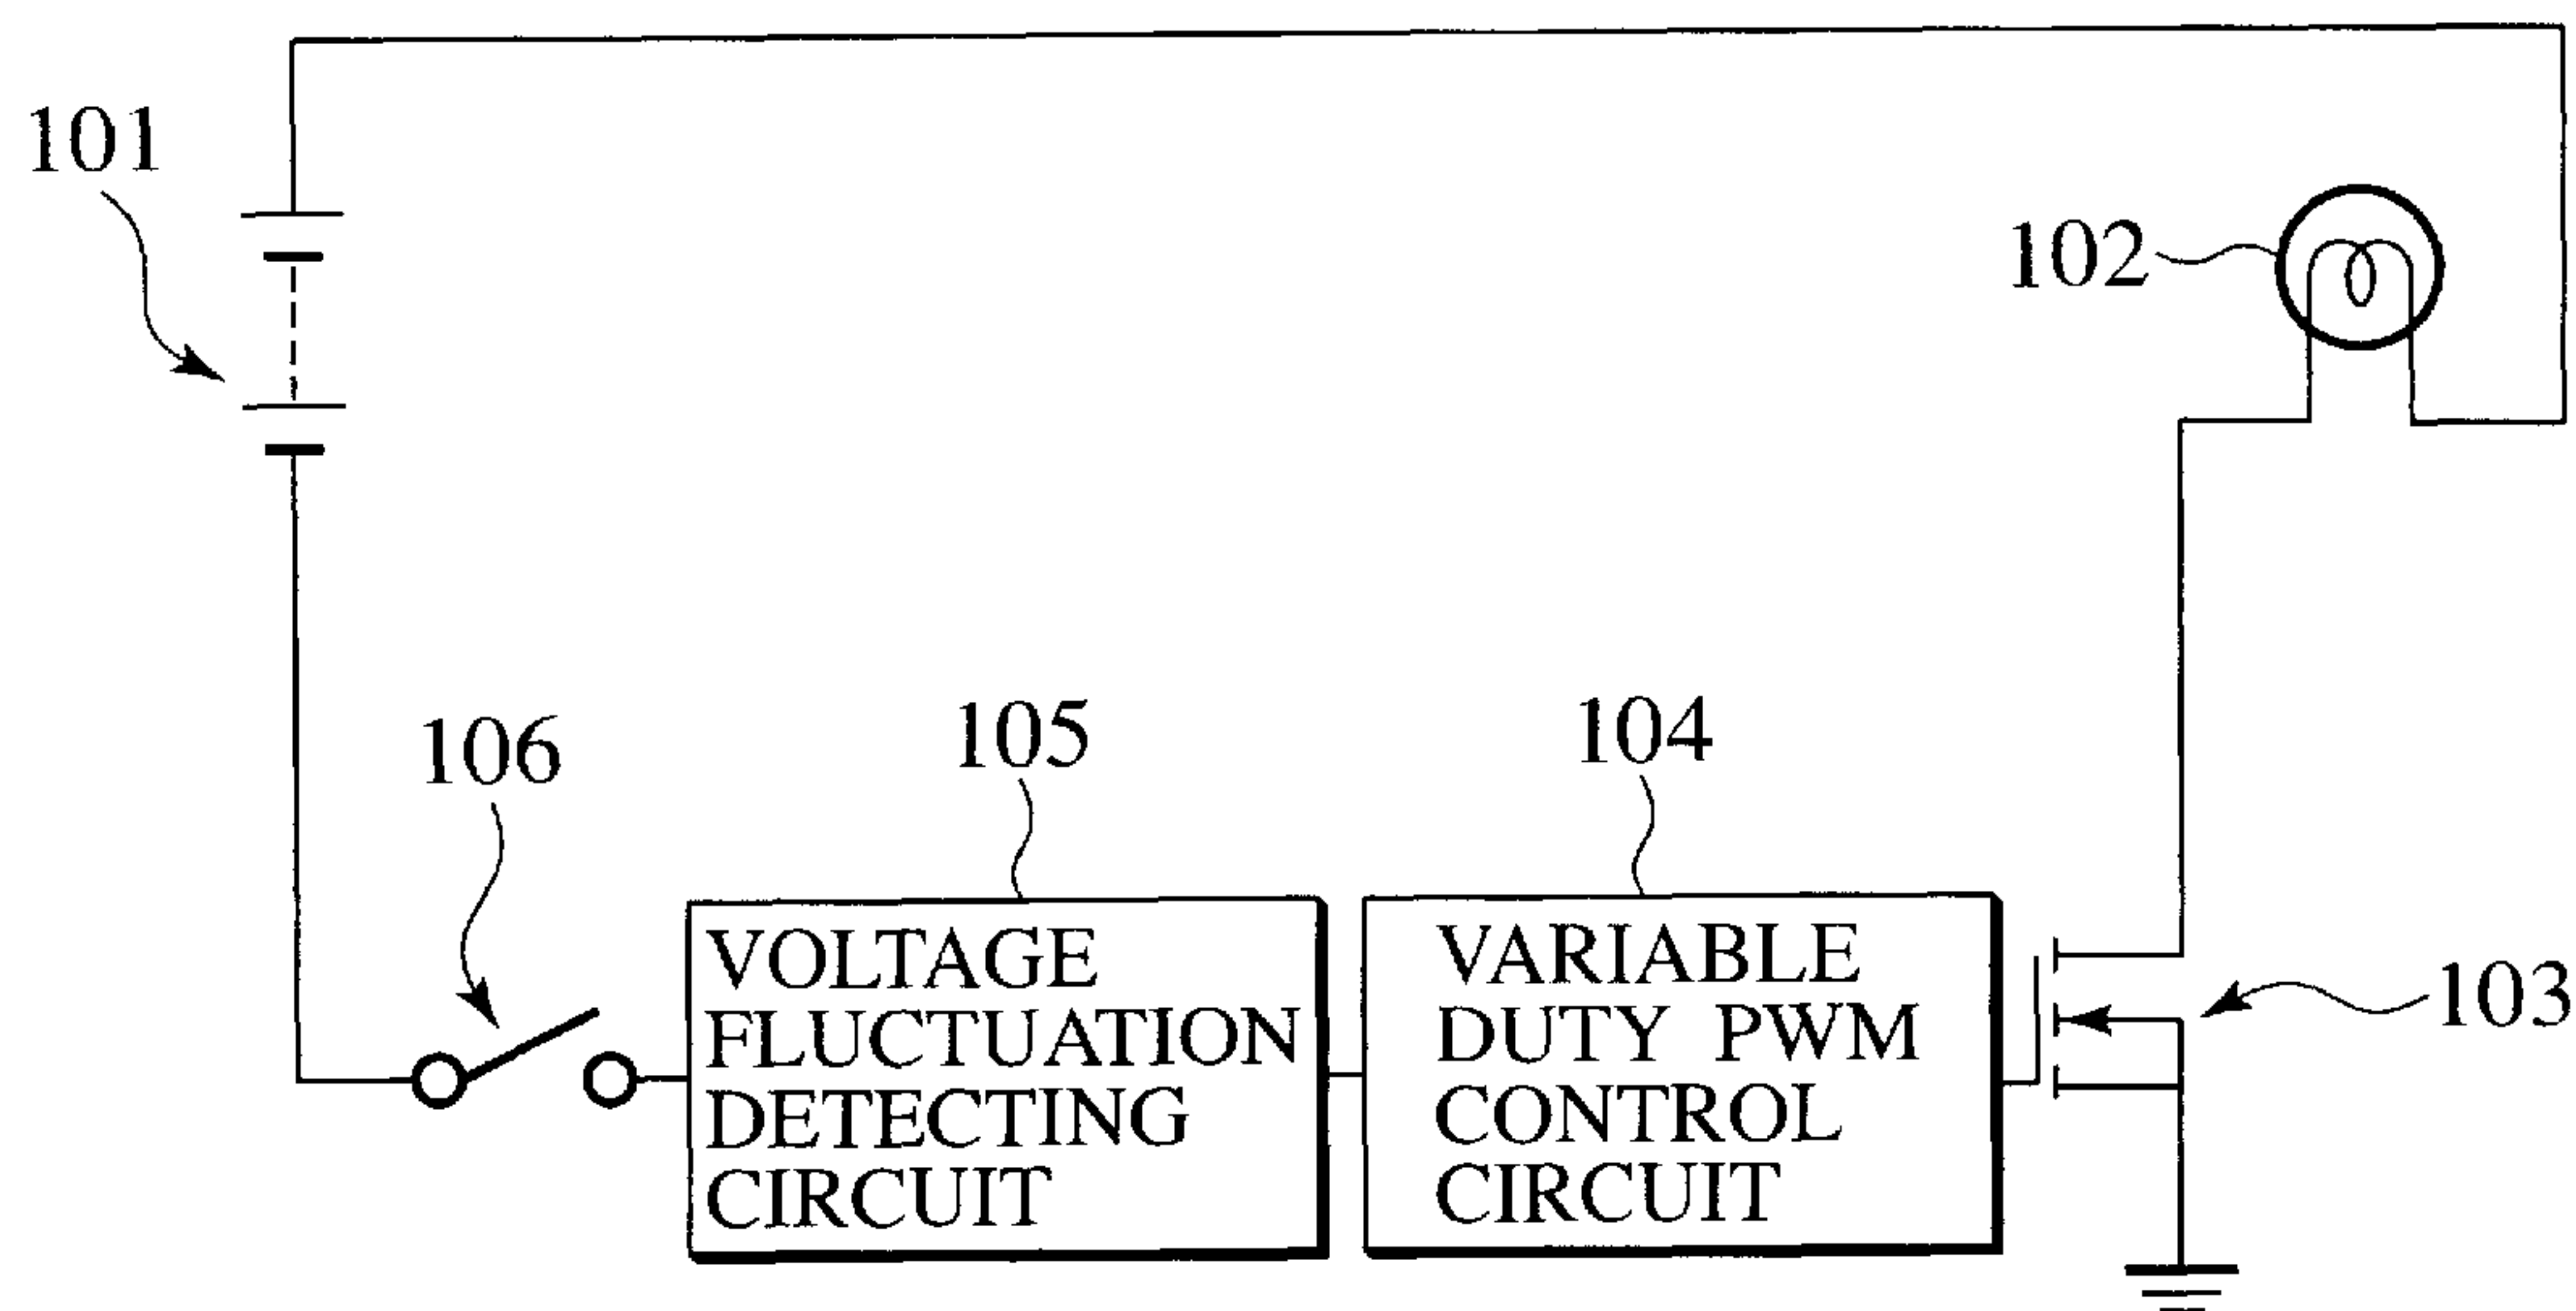 101
102
106
105
104
VOLTAGE
FLUCTUATION
DETECTING
CIRCUIT
VARIABLE
DUTY PWM
CONTROL
CIRCUIT
103